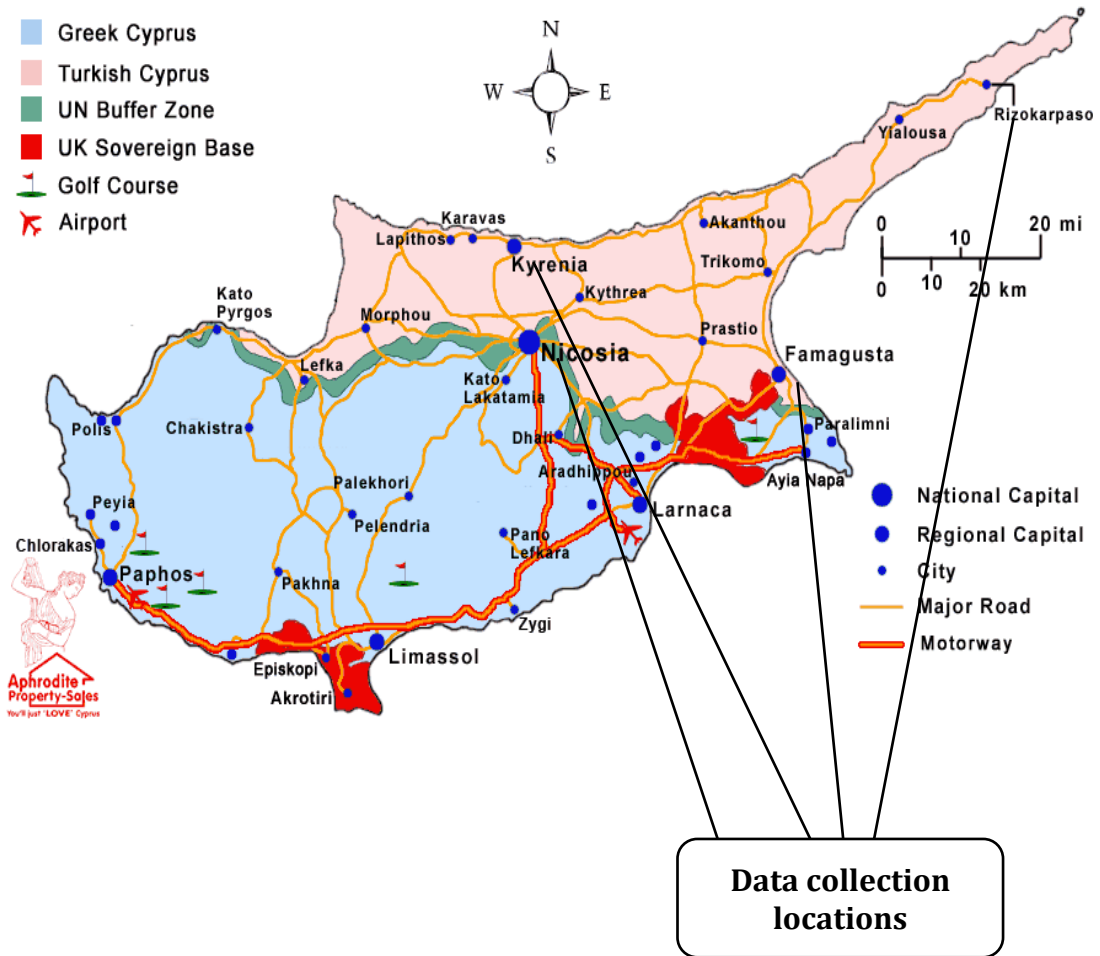 Greek Cyprus
Turkish Cyprus
UN Buffer Zone
UK Sovereign Base
Golf Course
Airport
N
W
E
S
Rizokarpaso
Yialousa
0 10 20 mi
0 10 20 km
Karavas
Lapithos
Kyrenia
Akanthou
Trikomo
Kythrea
Kato
Pyrgos
Morphou
Prastio
Nicosia
Famagusta
Lefka
Kato
Lakatamia
Polis
Chakistra
Dhali
Paralimni
Aradhippou
Ayia Napa
Palekhori
Peyia
Pelendria
Larnaca
Pano
Lefkara
Chlorakas
Paphos
Pakhna
Zygi
Episkopi
Limassol
Akrotiri
National Capital
Regional Capital
City
Major Road
Motorway
Aphrodite
Property-Sales
You'll just "LOVE" Cyprus
Data collection
locations